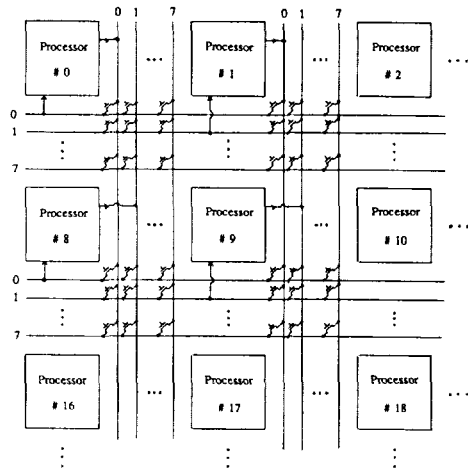 0 1 7 0 1 7
Processor Processor Processor
# 0 # 1 # 2
0
1
7
Processor Processor Processor
# 8 # 9 # 10
0
1
7
Processor Processor Processor
# 16 # 17 # 18